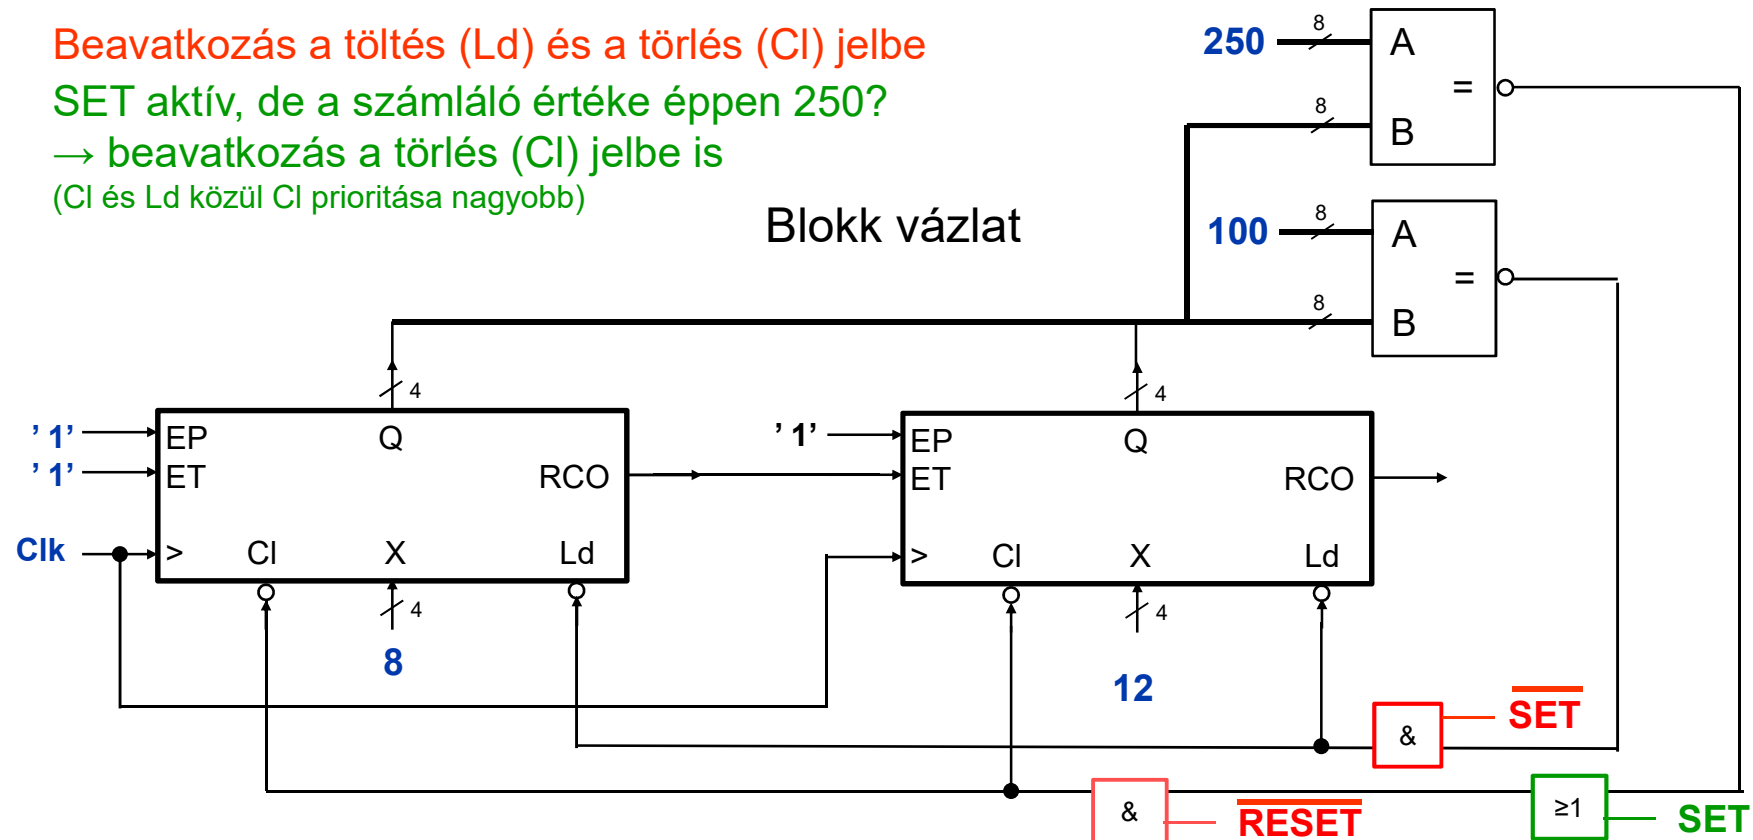 Beavatkozás a töltés (Ld) és a törlés (Cl) jelbe
SET aktív, de a számláló értéke éppen 250?
→ beavatkozás a törlés (Cl) jelbe is
(Cl és Ld közül Cl prioritása nagyobb)
Blokk vázlat
250
8
A
=
8
B
100
8
A
=
8
B
4
4
’ 1’
EP
Q
’ 1’
ET
RCO
Clk
>
Cl
X
Ld
4
8
’ 1’
EP
Q
ET
RCO
>
Cl
X
Ld
4
12
&
SET
&
RESET
≥1
SET